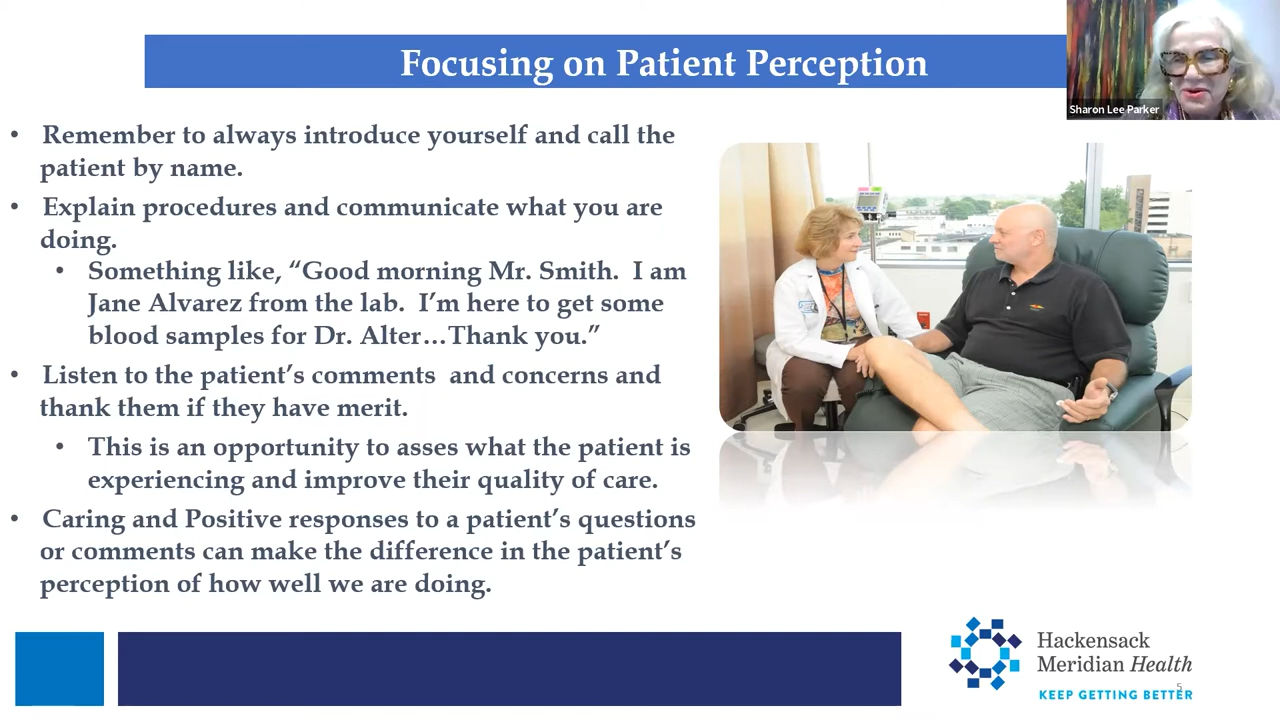 Focusing on Patient Perception
Sharon Lee Parker
• Remember to always introduce yourself and call the
patient by name.
• Explain procedures and communicate what you are
doing.
• Something like, “Good morning Mr. Smith. I am
Jane Alvarez from the lab. I’m here to get some
blood samples for Dr. Alter…Thank you.”
• Listen to the patient’s comments and concerns and
thank them if they have merit.
• This is an opportunity to asses what the patient is
experiencing and improve their quality of care.
• Caring and Positive responses to a patient’s questions
or comments can make the difference in the patient’s
perception of how well we are doing.
Hackensack
Meridian Health
5
KEEP GETTING BETTER